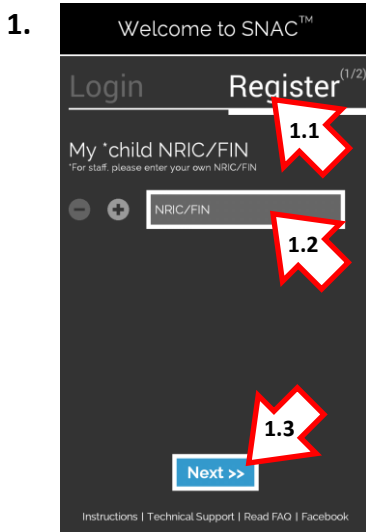 1.
Welcome to SNAC™
Login Register (1/2)
1.1
My *child NRIC/FIN
*For staff, please enter your own NRIC/FIN
NRIC/FIN
1.2
1.3
Next >>
Instructions | Technical Support | Read FAQ | Facebook